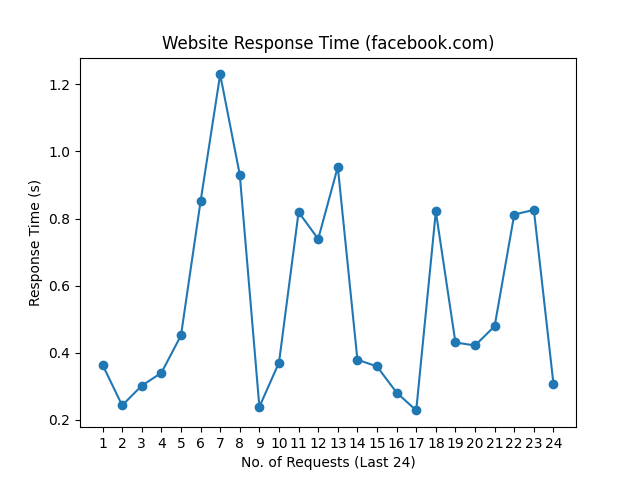 Website Response Time (facebook.com)
1.2
1.0
0.8
0.6
0.4
0.2
Response Time (s)
1 2 3 4 5 6 7 8 9 10 11 12 13 14 15 16 17 18 19 20 21 22 23 24
No. of Requests (Last 24)